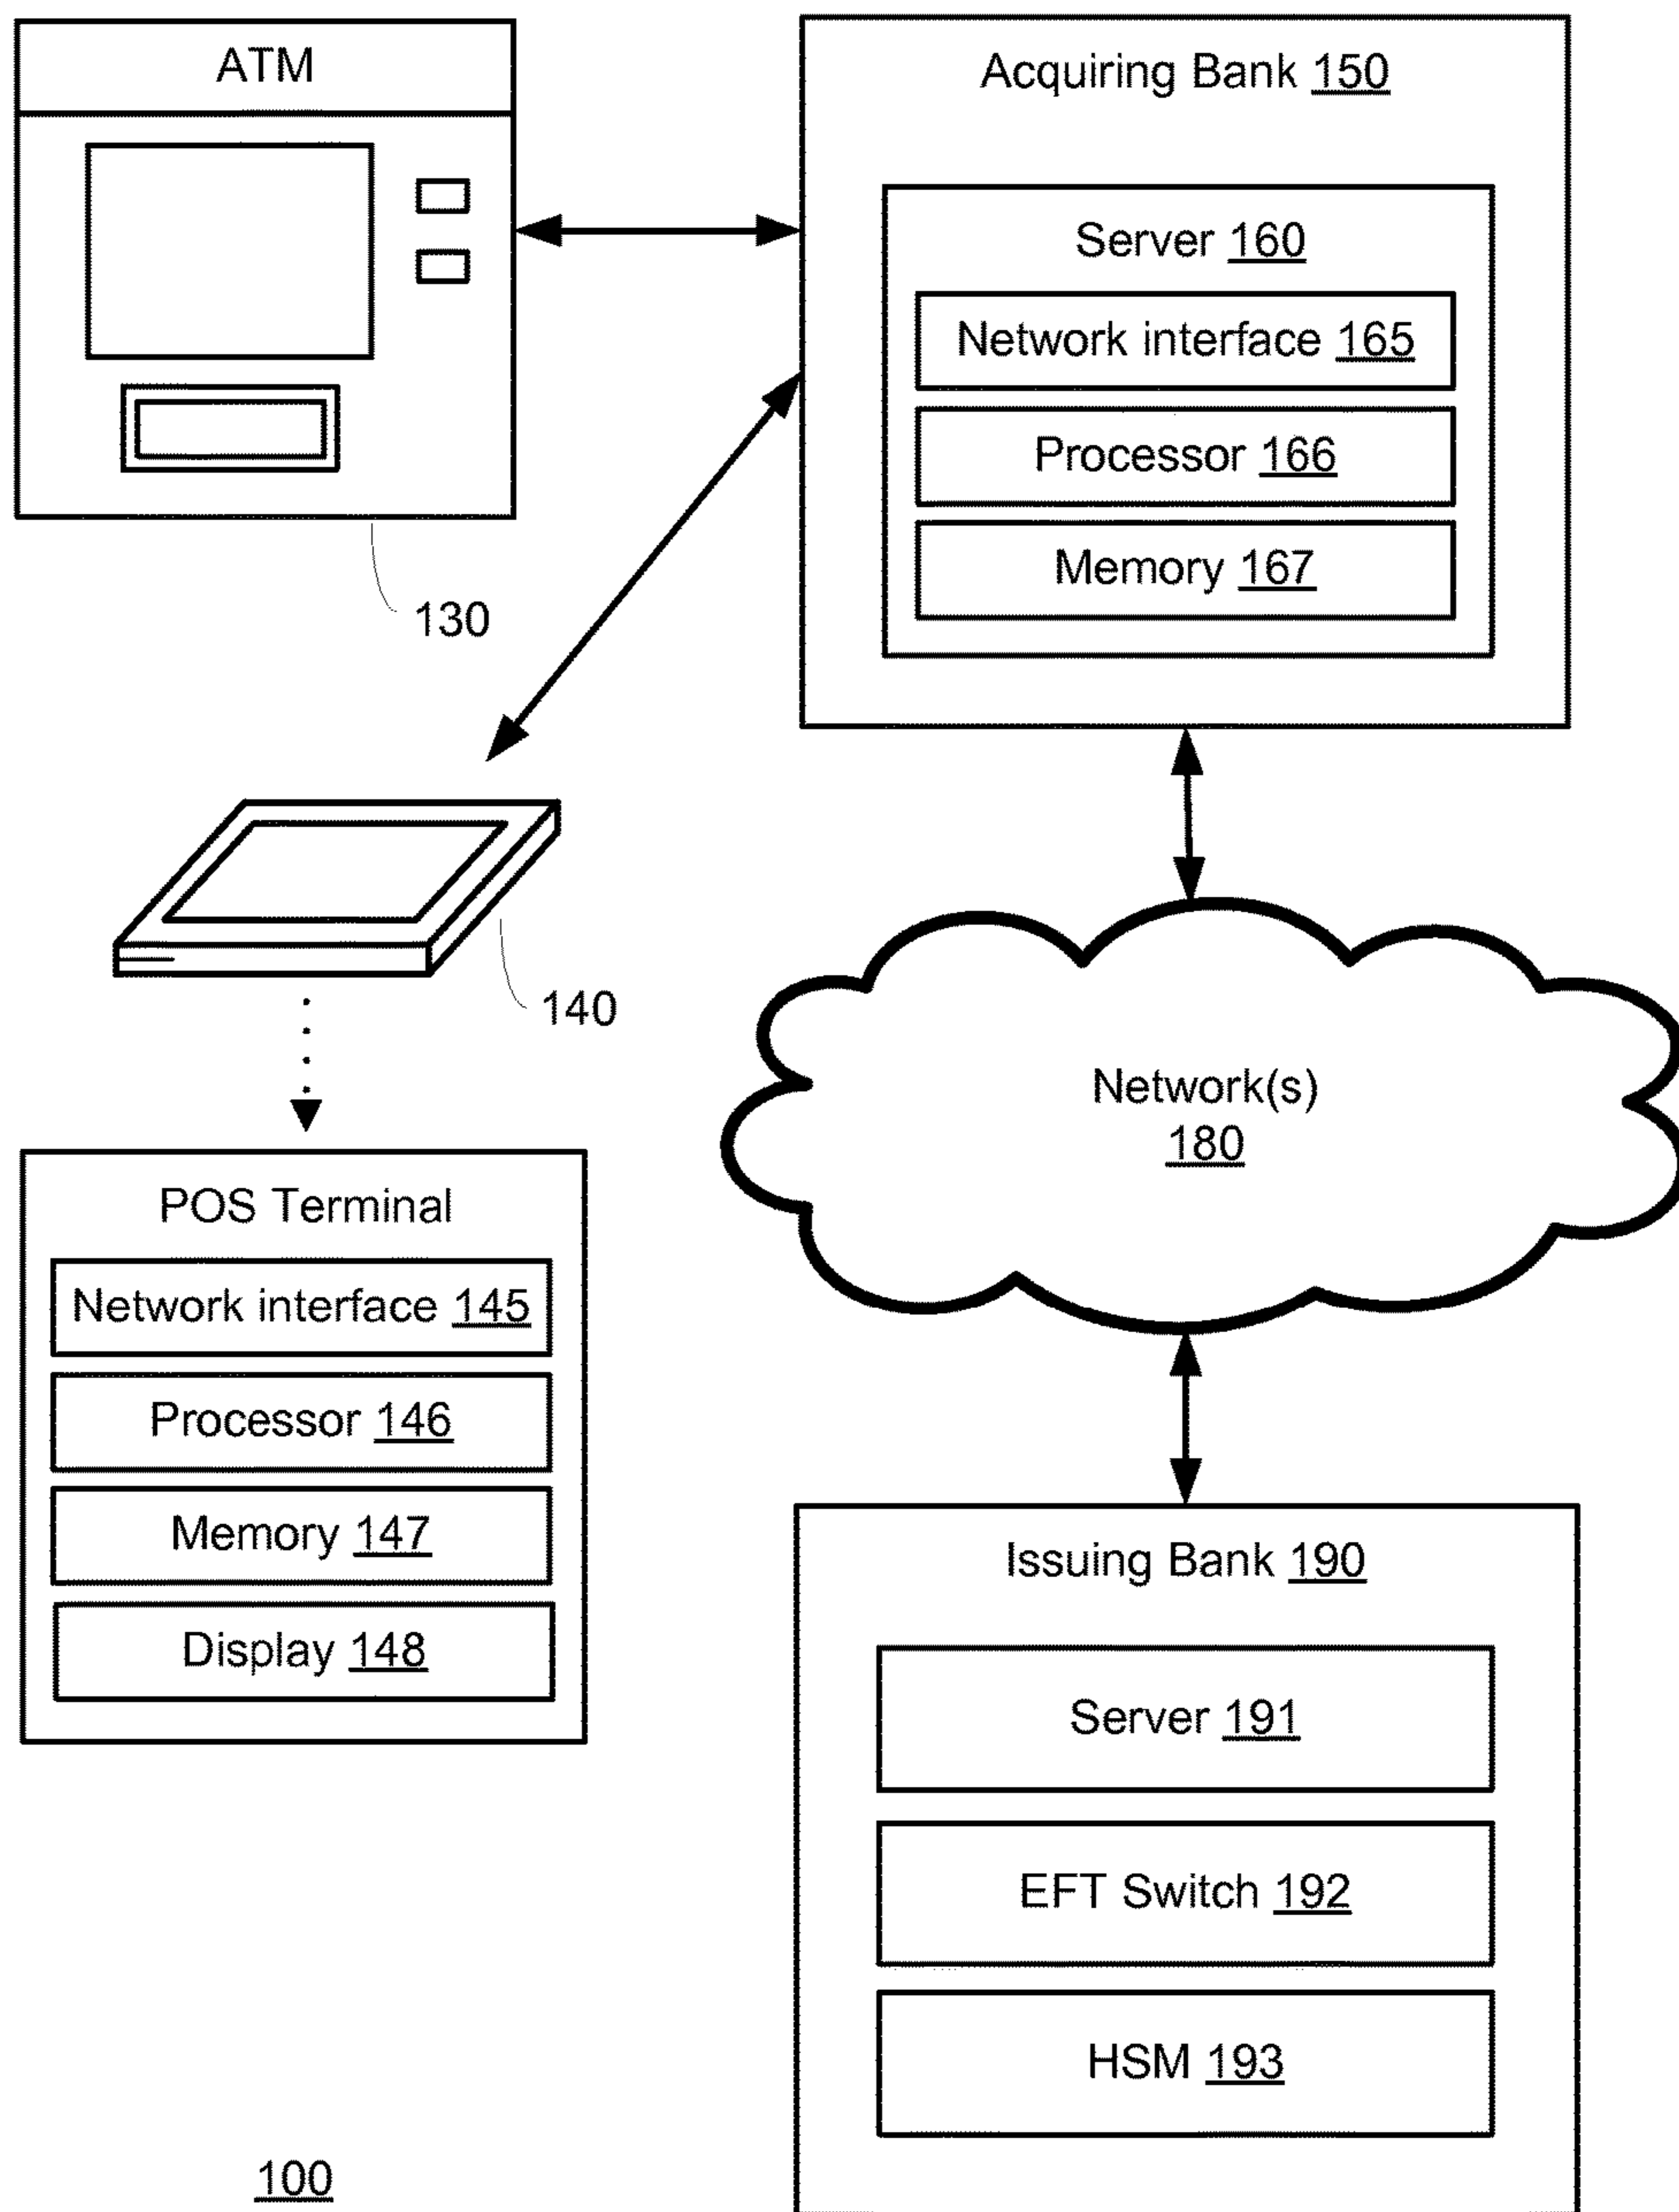 ATM
130
Acquiring Bank 150
Server 160
Network interface 165
Processor 166
Memory 167
140
POS Terminal
Network interface 145
Processor 146
Memory 147
Display 148
Network(s)
180
Issuing Bank 190
Server 191
EFT Switch 192
HSM 193
100